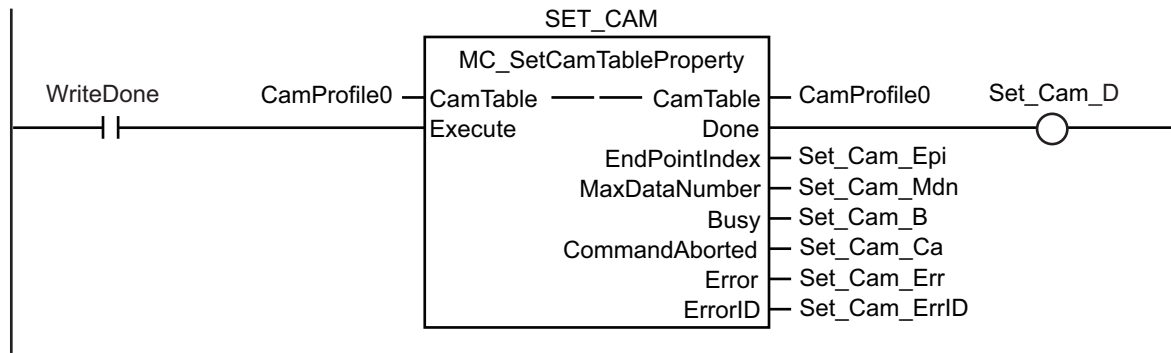 SET_CAM
MC_SetCamTableProperty
WriteDone CamProfile0 CamTable CamTable CamProfile0 Set_Cam_D
Execute Done
EndPointIndex Set_Cam_Epi
MaxDataNumber Set_Cam_Mdn
Busy Set_Cam_B
CommandAborted Set_Cam_Ca
Error Set_Cam_Err
ErrorID Set_Cam_ErrID